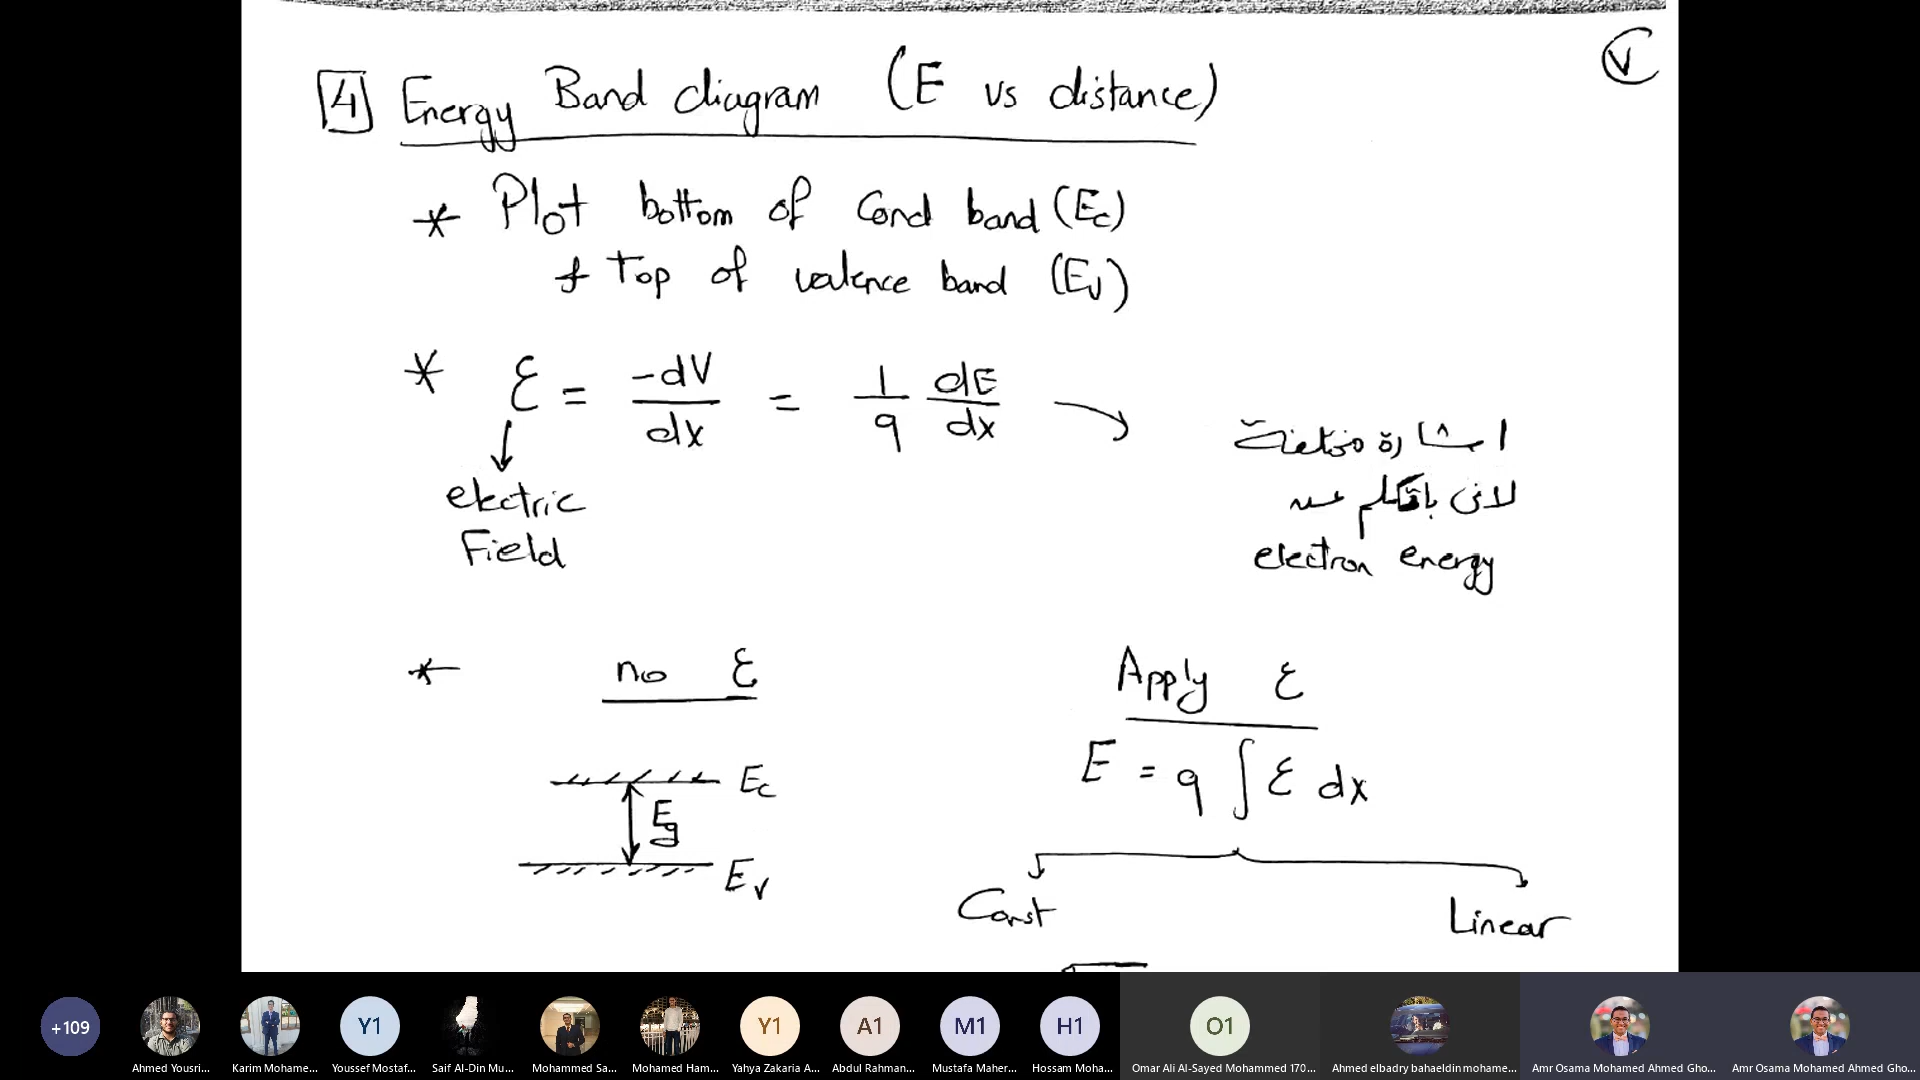 4 Energy Band diagram (E vs distance)
٧
* Plot bottom of Cond band (Ec)
+ Top of valence band (Ev)
* ℰ = -dV/dx = 1/q dE/dx →
electric
Field
اشارة مختلفة
لانى باتكلم عن
electron energy
* no ℰ
Ec
Eg
Ev
Apply ℰ
E = q ∫ ℰ dx
Const
Linear
+109
Ahmed Yousri...
Karim Mohame...
Y1
Youssef Mostaf...
Saif Al-Din Mu...
Mohammed Sa...
Mohamed Ham...
Y1
Yahya Zakaria A...
A1
Abdul Rahman...
M1
Mustafa Maher...
H1
Hossam Moha...
O1
Omar Ali Al-Sayed Mohammed 170...
Ahmed elbadry bahaeldin mohame...
Amr Osama Mohamed Ahmed Gho...
Amr Osama Mohamed Ahmed Gho...